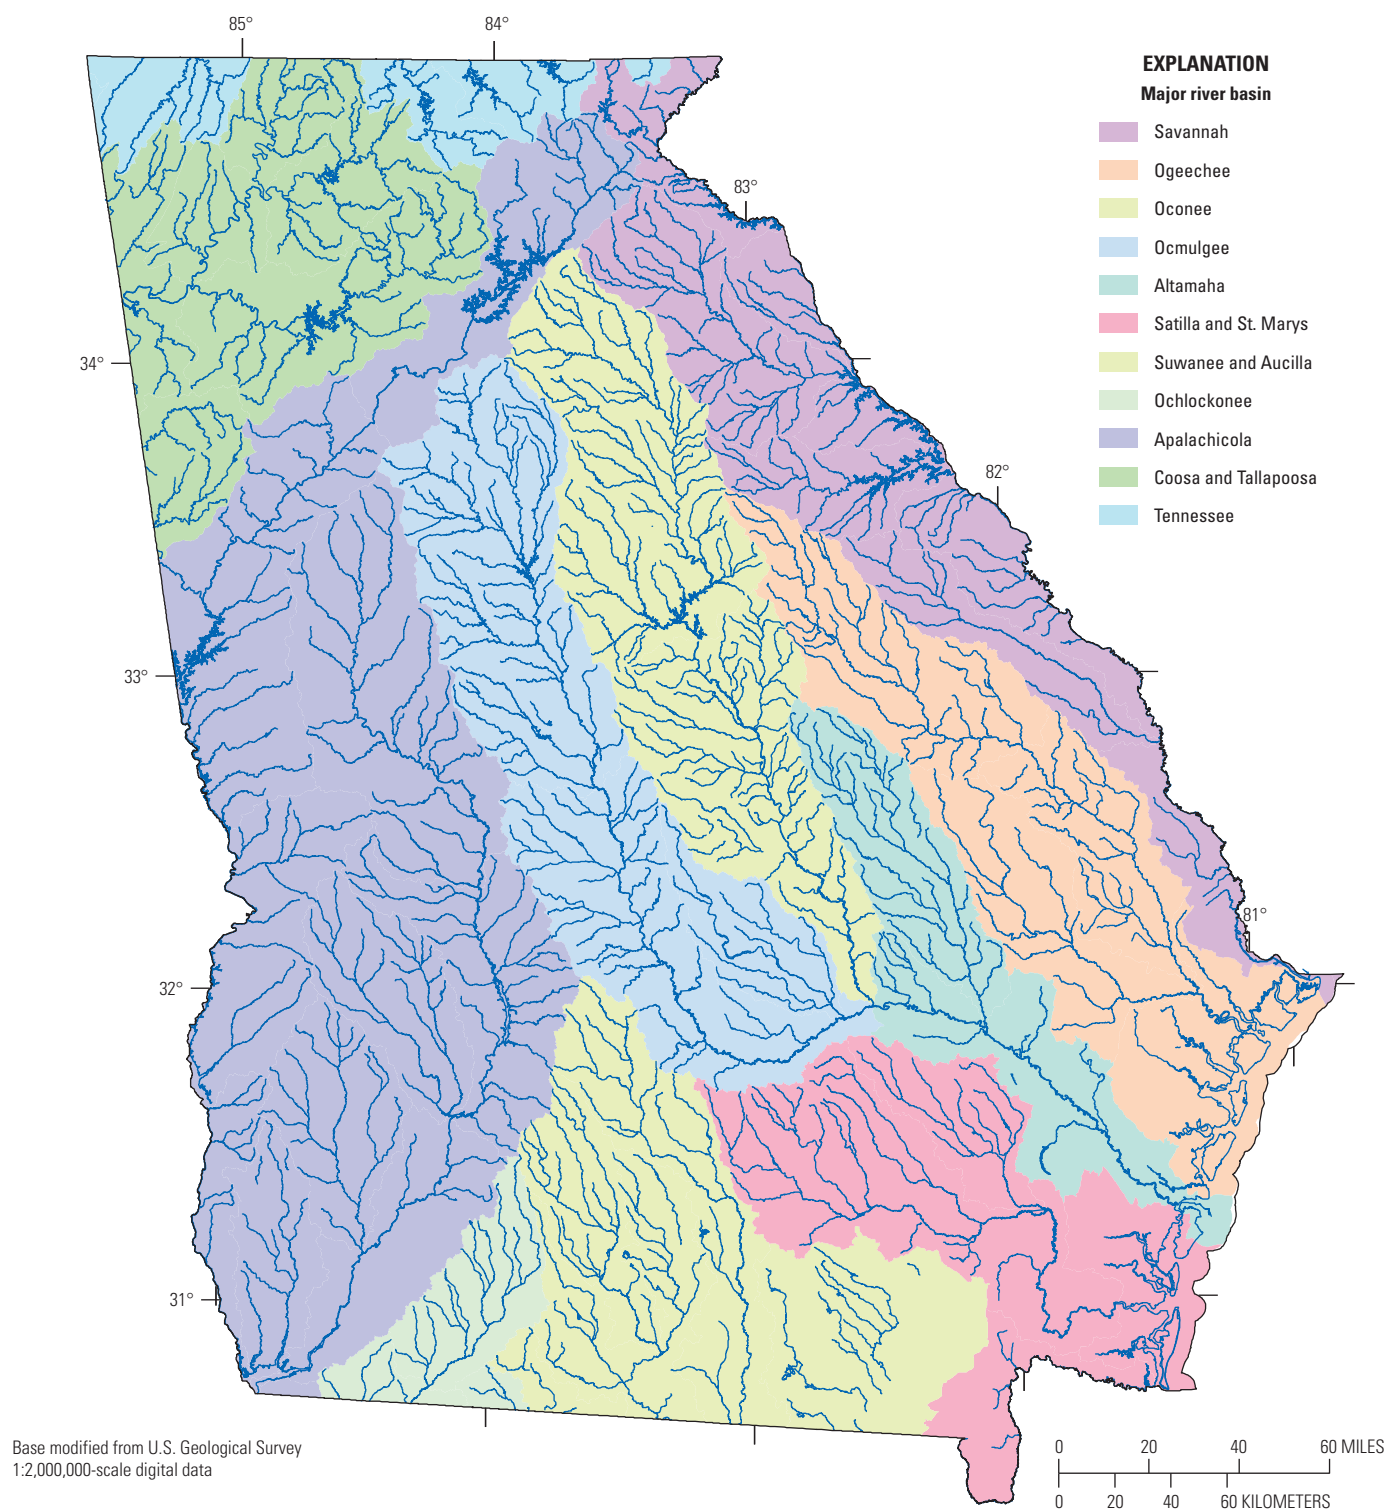 85°
84°
EXPLANATION
Major river basin
Savannah
Ogeechee
Oconee
Ocmulgee
Altamaha
Satilla and St. Marys
Suwanee and Aucilla
Ochlockonee
Apalachicola
Coosa and Tallapoosa
Tennessee
83°
34°
82°
33°
81°
32°
31°
Base modified from U.S. Geological Survey
1:2,000,000-scale digital data
0 20 40 60 MILES
0 20 40 60 KILOMETERS